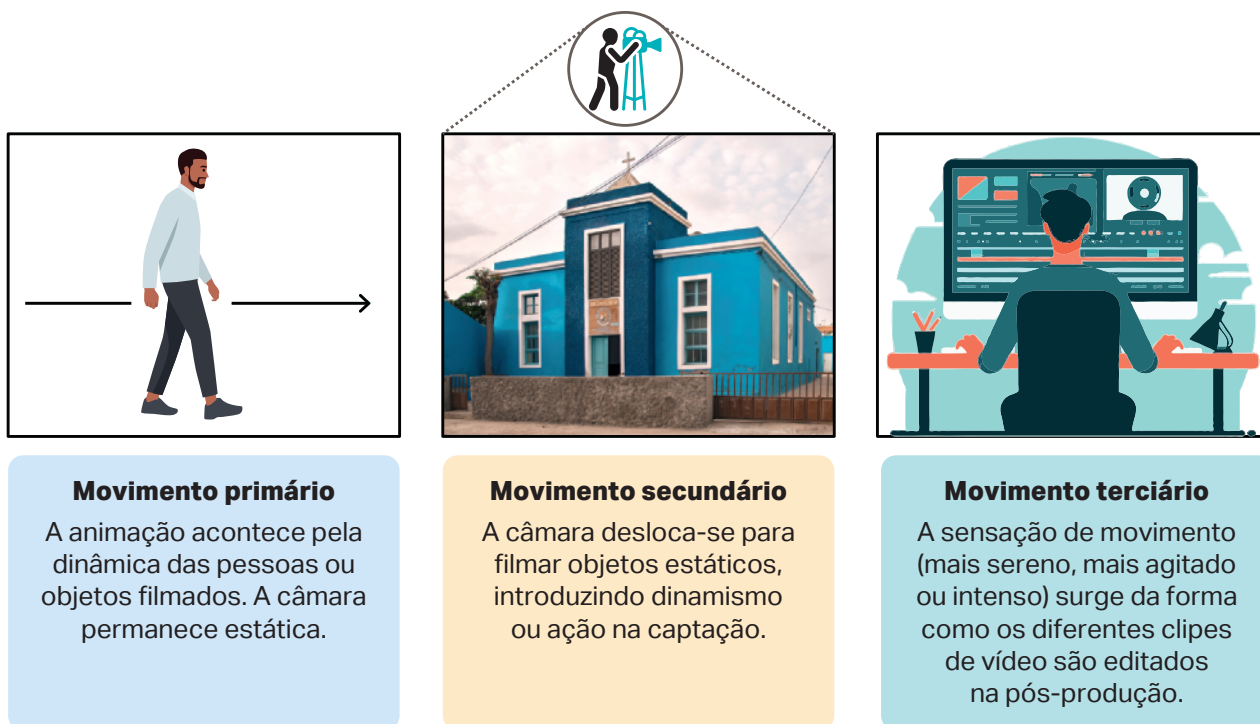 Movimento primário
A animação acontece pela
dinâmica das pessoas ou
objetos filmados. A câmara
permanece estática.
Movimento secundário
A câmara desloca-se para
filmar objetos estáticos,
introduzindo dinamismo
ou ação na captação.
Movimento terciário
A sensação de movimento
(mais sereno, mais agitado
ou intenso) surge da forma
como os diferentes clipes
de vídeo são editados
na pós-produção.